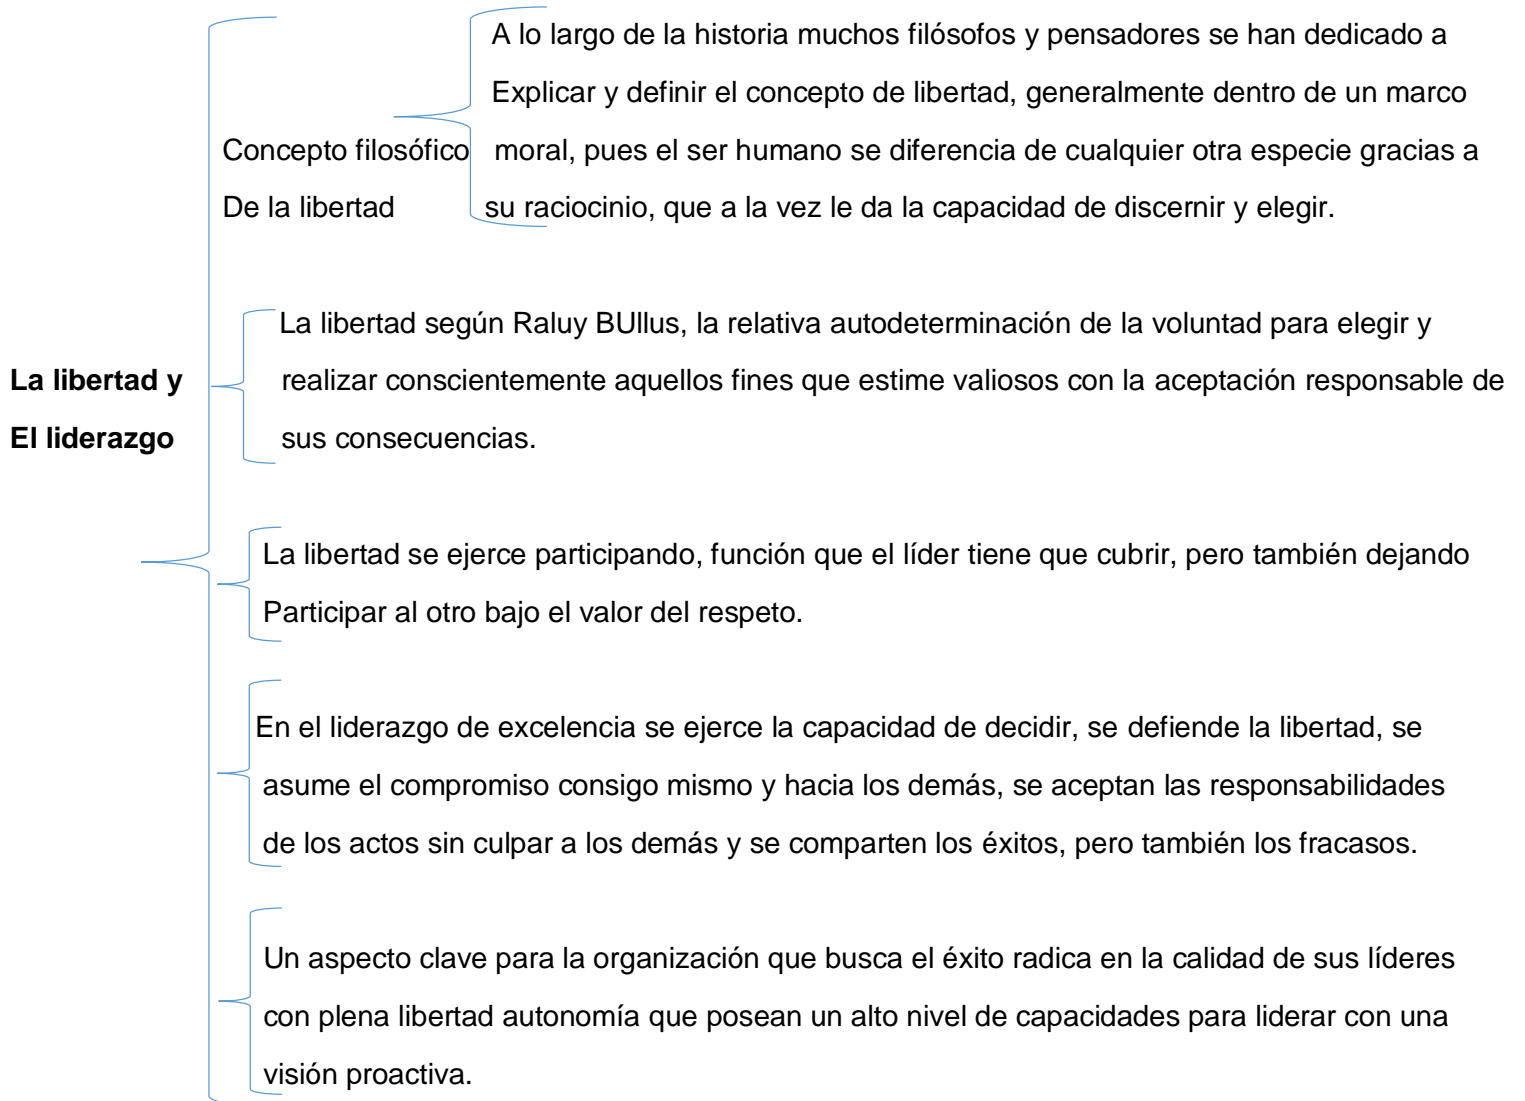 A lo largo de la historia muchos filósofos y pensadores se han dedicado a
Explicar y definir el concepto de libertad, generalmente dentro de un marco
Concepto filosófico moral, pues el ser humano se diferencia de cualquier otra especie gracias a
De la libertad su raciocinio, que a la vez le da la capacidad de discernir y elegir.
La libertad según Raluy BUllus, la relativa autodeterminación de la voluntad para elegir y
La libertad y realizar conscientemente aquellos fines que estime valiosos con la aceptación responsable de
El liderazgo sus consecuencias.
La libertad se ejerce participando, función que el líder tiene que cubrir, pero también dejando
Participar al otro bajo el valor del respeto.
En el liderazgo de excelencia se ejerce la capacidad de decidir, se defiende la libertad, se
asume el compromiso consigo mismo y hacia los demás, se aceptan las responsabilidades
de los actos sin culpar a los demás y se comparten los éxitos, pero también los fracasos.
Un aspecto clave para la organización que busca el éxito radica en la calidad de sus líderes
con plena libertad autonomía que posean un alto nivel de capacidades para liderar con una
visión proactiva.